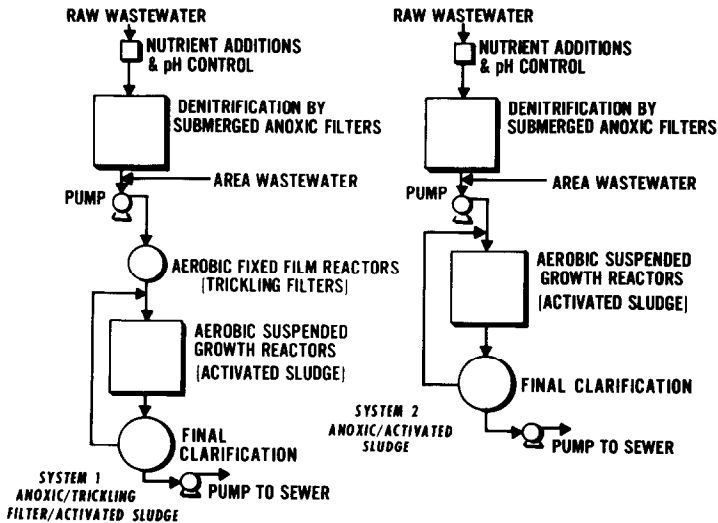 RAW WASTEWATER
NUTRIENT ADDITIONS
& pH CONTROL
DENITRIFICATION BY
SUBMERGED ANOXIC FILTERS
AREA WASTEWATER
PUMP
AEROBIC FIXED FILM REACTORS
(TRICKLING FILTERS)
AEROBIC SUSPENDED
GROWTH REACTORS
(ACTIVATED SLUDGE)
FINAL
CLARIFICATION
PUMP TO SEWER
SYSTEM 1
ANOXIC/TRICKLING
FILTER/ACTIVATED SLUDGE
RAW WASTEWATER
NUTRIENT ADDITIONS
& pH CONTROL
DENITRIFICATION BY
SUBMERGED ANOXIC FILTERS
AREA WASTEWATER
PUMP
AEROBIC SUSPENDED
GROWTH REACTORS
(ACTIVATED SLUDGE)
FINAL CLARIFICATION
SYSTEM 2
ANOXIC/ACTIVATED
SLUDGE
PUMP TO SEWER